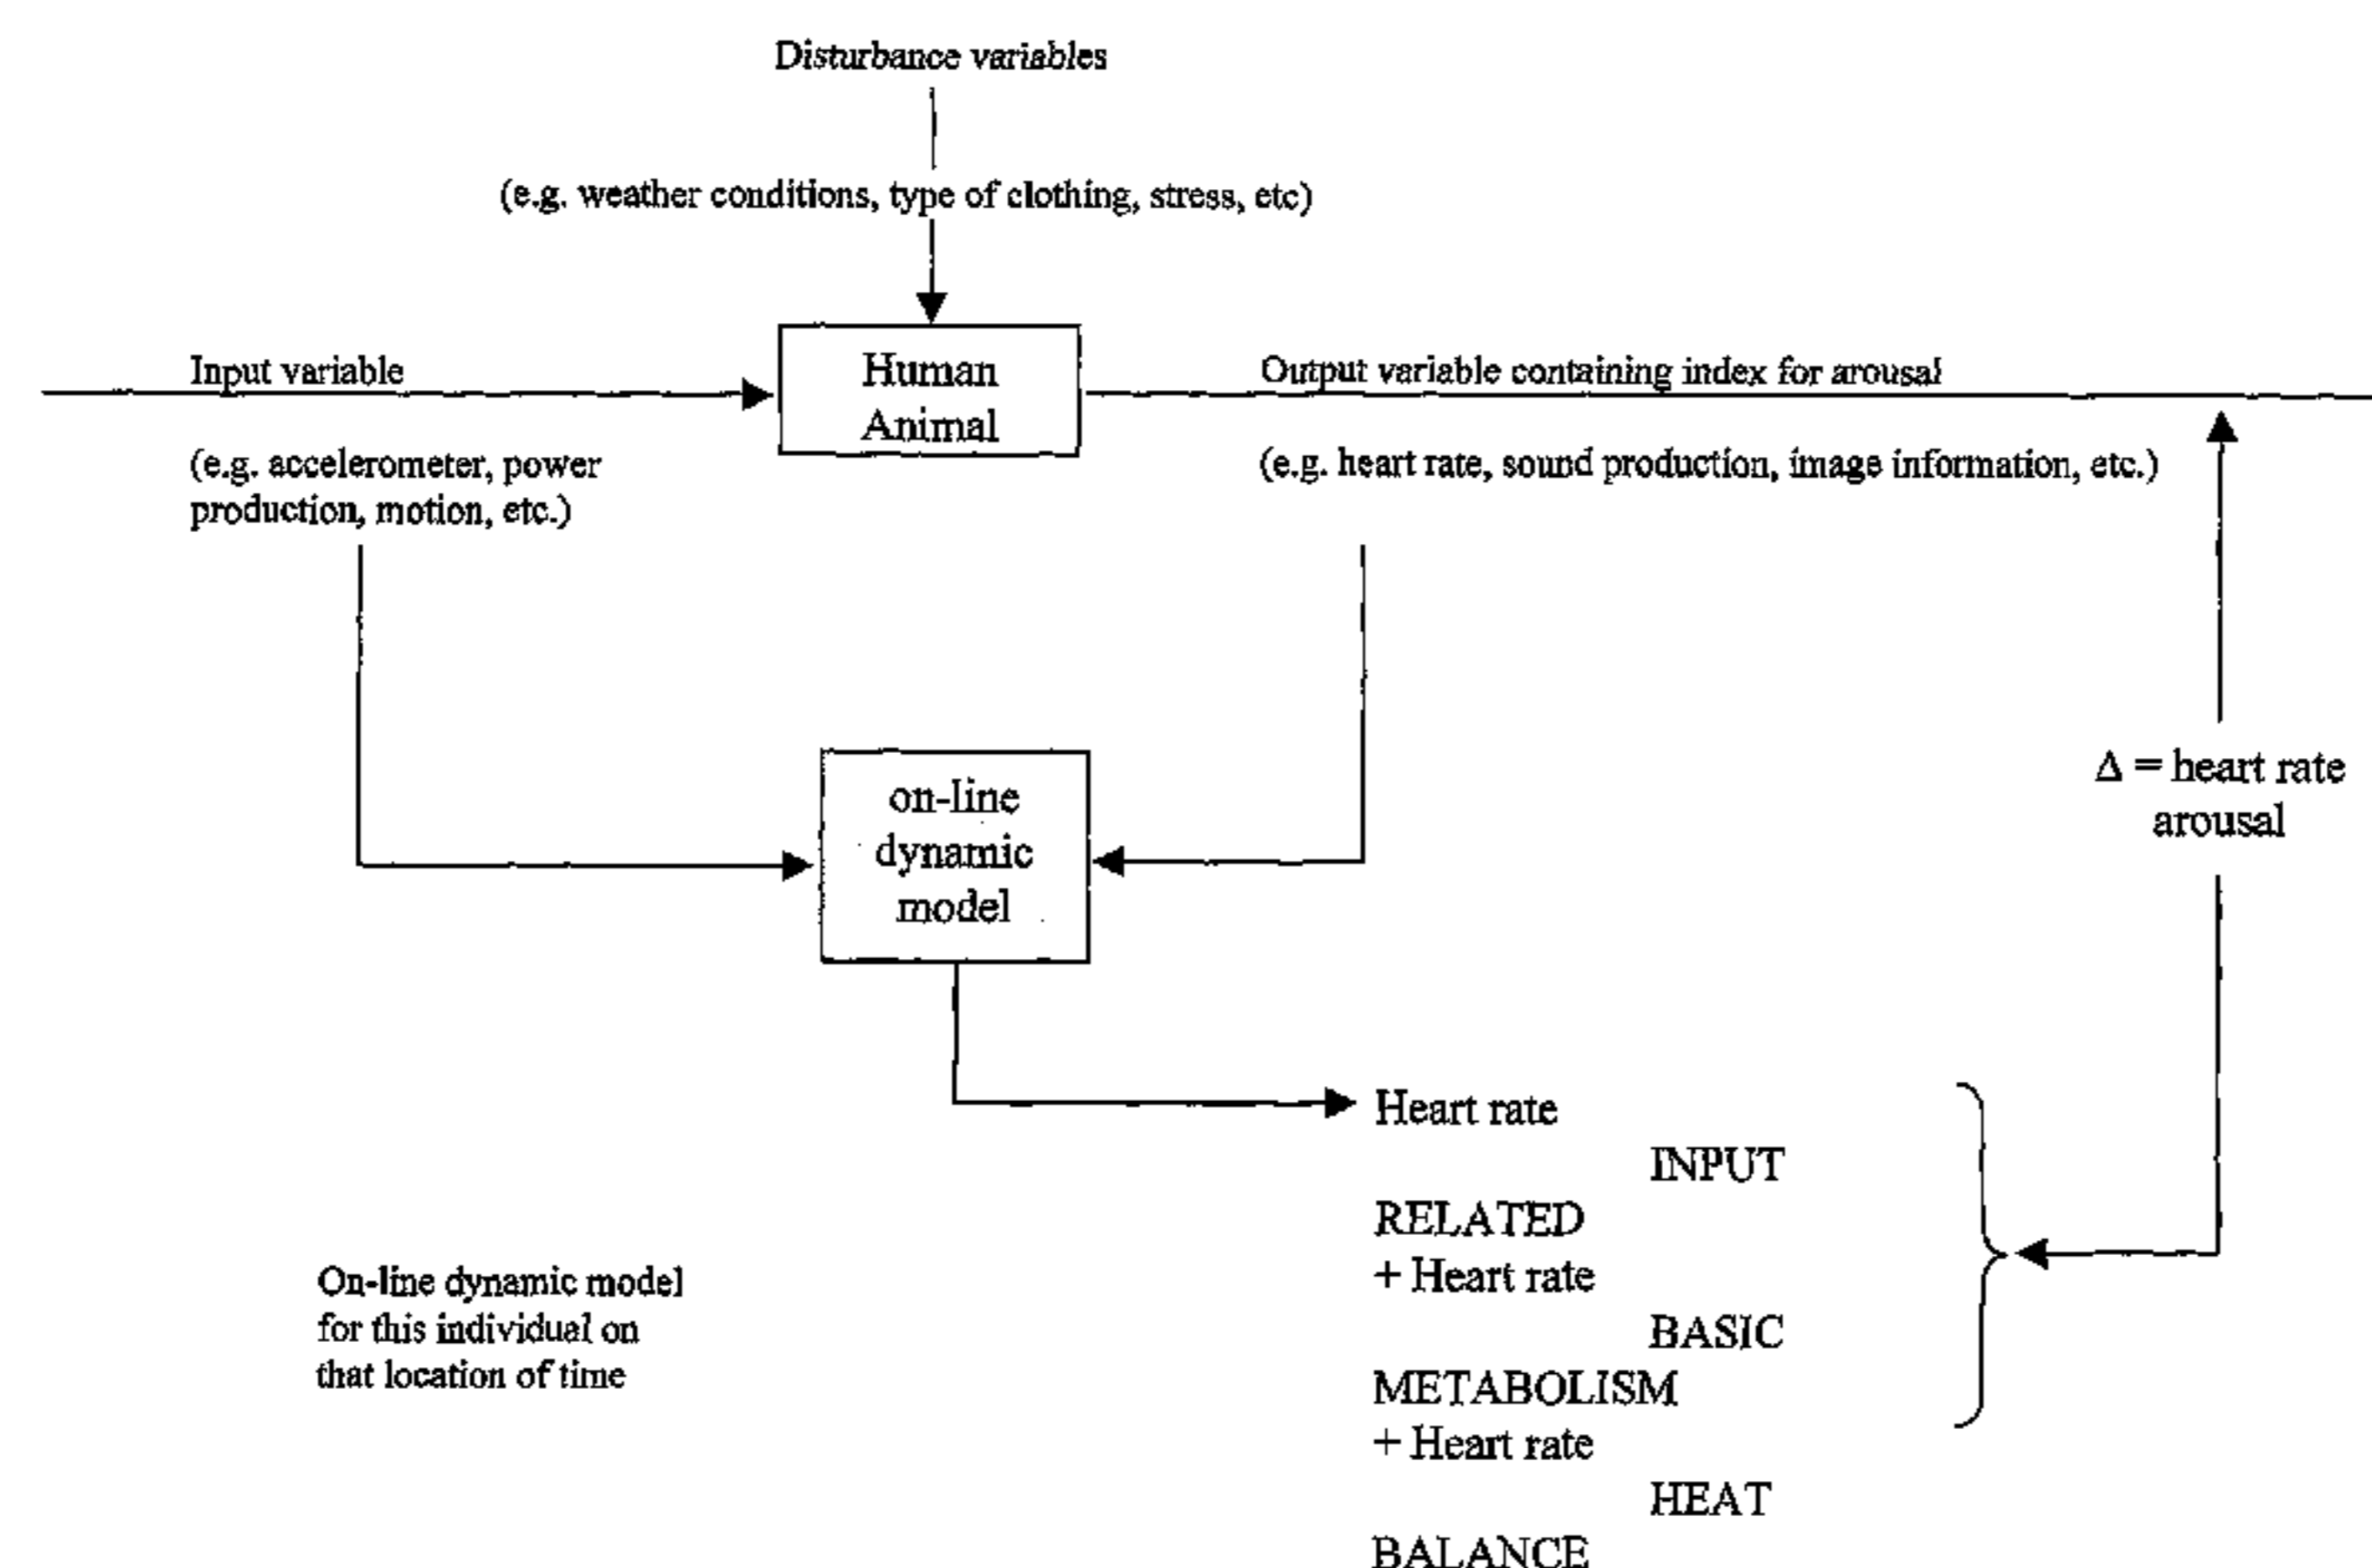 Disturbance variables
(e.g. weather conditions, type of clothing, stress, etc)
Input variable
Human
Animal
Output variable containing index for arousal
(e.g. accelerometer, power
production, motion, etc.)
(e.g. heart rate, sound production, image information, etc.)
on-line
dynamic
model
Δ = heart rate
arousal
Heart rate
INPUT
RELATED
+ Heart rate
BASIC
METABOLISM
+ Heart rate
HEAT
BALANCE
On-line dynamic model
for this individual on
that location of time